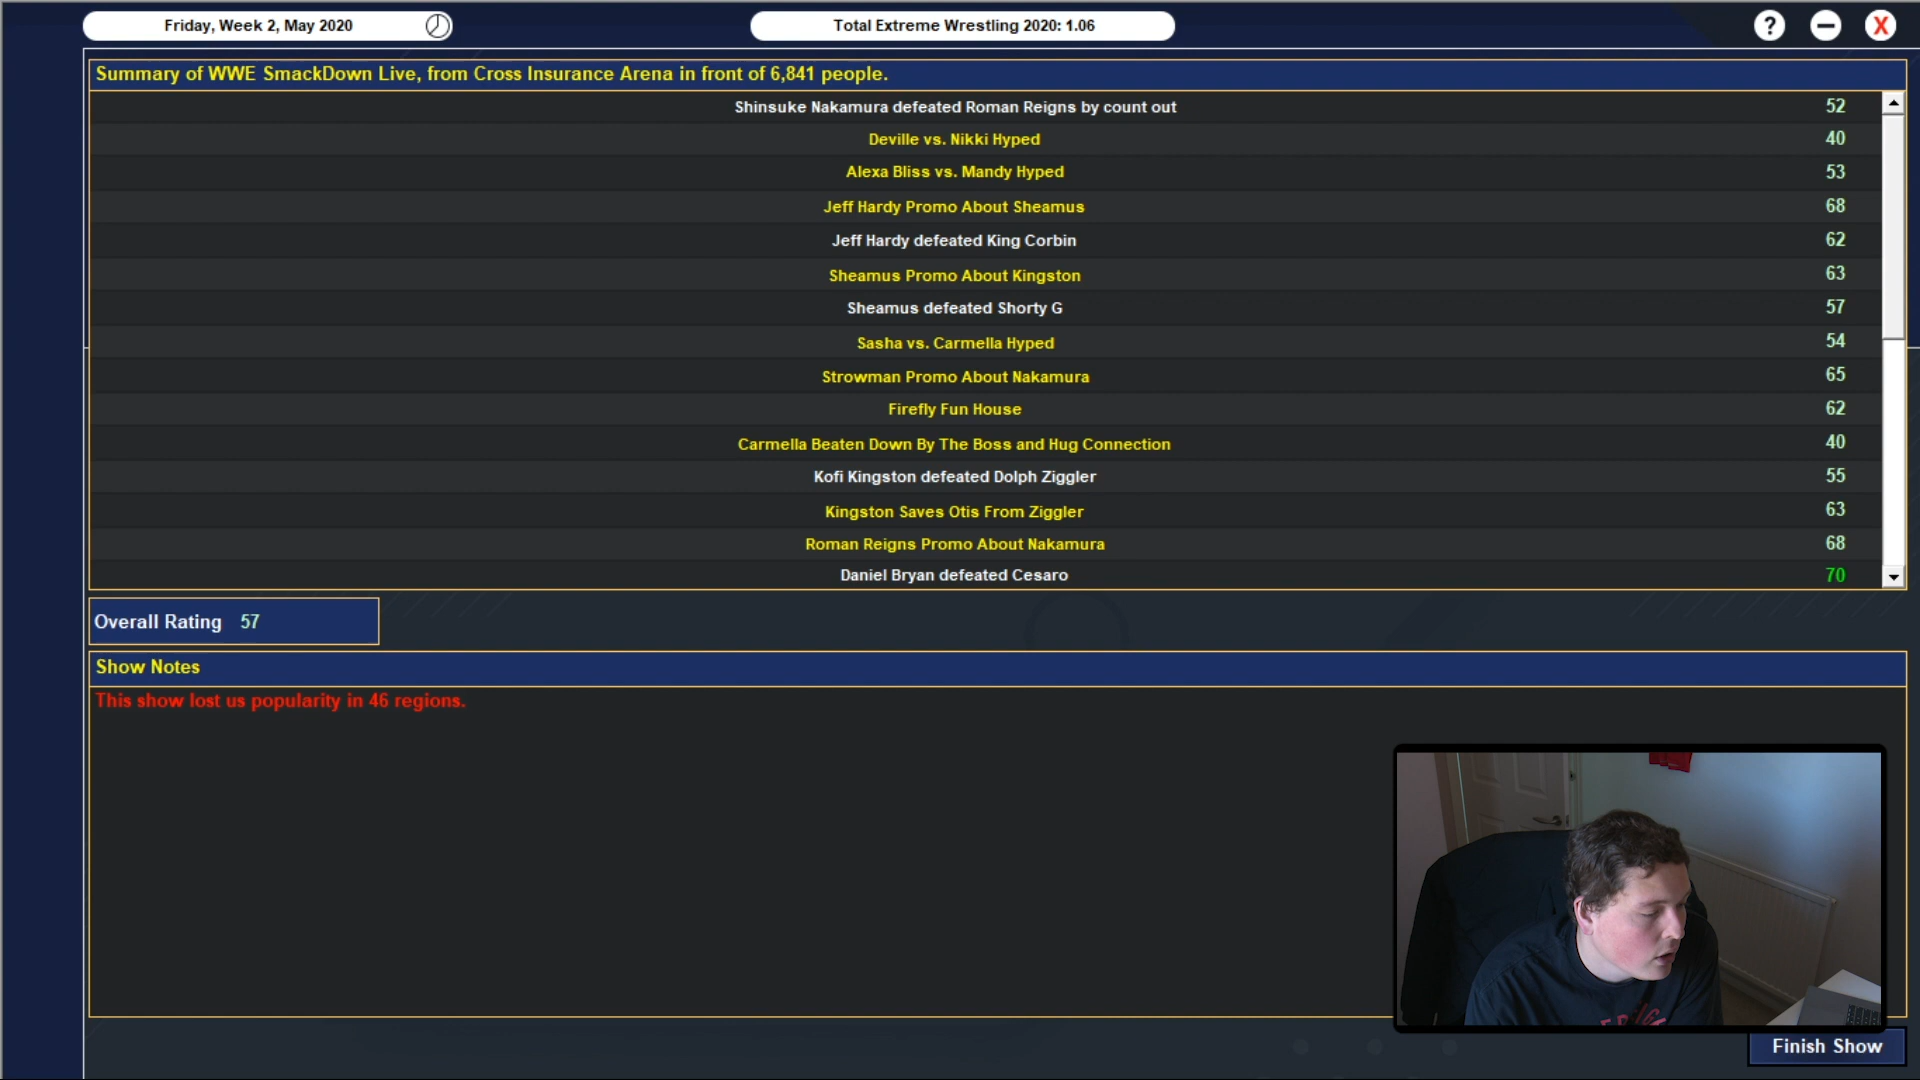 Friday, Week 2, May 2020
Total Extreme Wrestling 2020: 1.06
?
X
Summary of WWE SmackDown Live, from Cross Insurance Arena in front of 6,841 people.
Shinsuke Nakamura defeated Roman Reigns by count out 52
Deville vs. Nikki Hyped 40
Alexa Bliss vs. Mandy Hyped 53
Jeff Hardy Promo About Sheamus 68
Jeff Hardy defeated King Corbin 62
Sheamus Promo About Kingston 63
Sheamus defeated Shorty G 57
Sasha vs. Carmella Hyped 54
Strowman Promo About Nakamura 65
Firefly Fun House 62
Carmella Beaten Down By The Boss and Hug Connection 40
Kofi Kingston defeated Dolph Ziggler 55
Kingston Saves Otis From Ziggler 63
Roman Reigns Promo About Nakamura 68
Daniel Bryan defeated Cesaro 70
Overall Rating 57
Show Notes
This show lost us popularity in 46 regions.
Finish Show